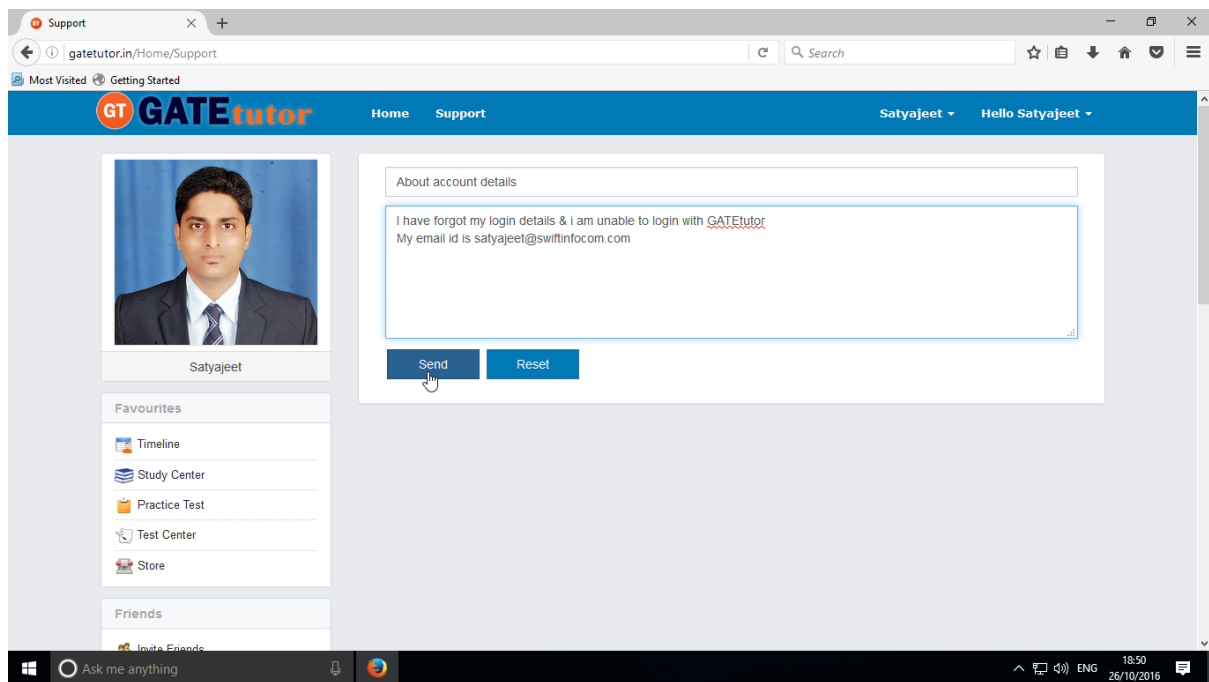 GT Support
gatetutor.in/Home/Support
Search
Most Visited Getting Started
GT GATEtutor Home Support Satyajeet Hello Satyajeet
About account details
I have forgot my login details & i am unable to login with GATEtutor
My email id is satyajeet@swiftinfocom.com
Send Reset
Satyajeet
Favourites
Timeline
Study Center
Practice Test
Test Center
Store
Friends
Invite Friends
Ask me anything
ENG
18:50
26/10/2016